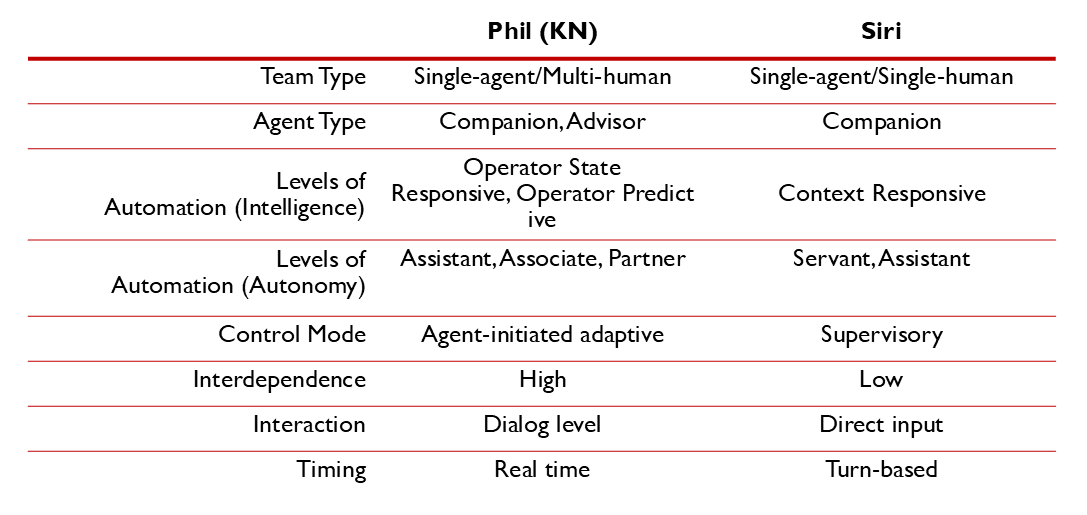 Phil (KN) Siri
Team Type Single-agent/Multi-human Single-agent/Single-human
Agent Type Companion, Advisor Companion
Levels of
Automation (Intelligence)
Operator State
Responsive, Operator Predict
ive
Context Responsive
Levels of
Automation (Autonomy)
Assistant, Associate, Partner Servant, Assistant
Control Mode Agent-initiated adaptive Supervisory
Interdependence High Low
Interaction Dialog level Direct input
Timing Real time Turn-based